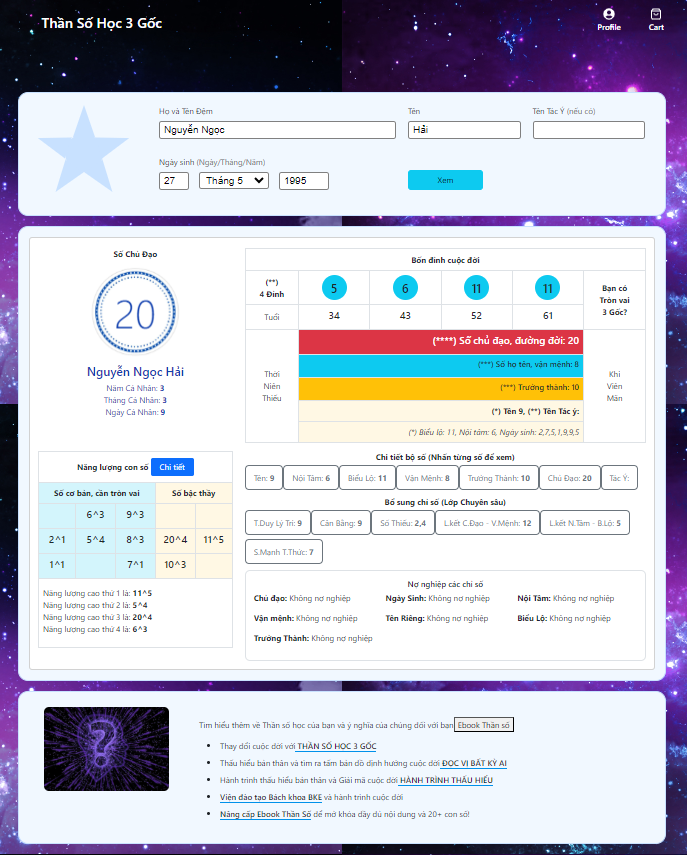 Thần Số Học 3 Gốc
Profile
Cart
Họ và Tên Đệm
Tên
Tên Tác Ý (nếu có)
Nguyễn Ngọc
Hải
Ngày sinh (Ngày/Tháng/Năm)
27
Tháng 5
1995
Xem
Số Chủ Đạo
20
Nguyễn Ngọc Hải
Năm Cá Nhân: 3
Tháng Cá Nhân: 3
Ngày Cá Nhân: 9
Bốn đỉnh cuộc đời
(**)
4 Đỉnh
5
6
11
11
Bạn có
Tròn vai
3 Gốc?
Tuổi
34
43
52
61
Thời
Niên
Thiếu
(****) Số chủ đạo, đường đời: 20
(***) Số họ tên, vận mệnh: 8
(***) Trưởng thành: 10
(*) Tên 9, (**) Tên Tác ý:
(*) Biểu lộ: 11, Nội tâm: 6, Ngày sinh: 2,7,5,1,9,9,5
Khi
Viên
Mãn
Năng lượng con số
Chi tiết
Số cơ bản, cần tròn vai
Số bậc thầy
6^3
9^3
2^1
5^4
8^3
20^4
11^5
1^1
7^1
10^3
Năng lượng cao thứ 1 là: 11^5
Năng lượng cao thứ 2 là: 5^4
Năng lượng cao thứ 3 là: 20^4
Năng lượng cao thứ 4 là: 6^3
Chi tiết bộ số (Nhấn từng số để xem)
Tên: 9
Nội Tâm: 6
Biểu Lộ: 11
Vận Mệnh: 8
Trưởng Thành: 10
Chủ Đạo: 20
Tác Ý:
Bổ sung chỉ số (Lớp Chuyên sâu)
T.Duy Lý Trí: 9
Cân Bằng: 9
Số Thiếu: 2,4
L.kết C.Đạo - V.Mệnh: 12
L.kết N.Tâm - B.Lộ: 5
S.Mạnh T.Thức: 7
Nợ nghiệp các chỉ số
Chủ đạo: Không nợ nghiệp
Ngày Sinh: Không nợ nghiệp
Nội Tâm: Không nợ nghiệp
Vận mệnh: Không nợ nghiệp
Tên Riêng: Không nợ nghiệp
Biểu Lộ: Không nợ nghiệp
Trưởng Thành: Không nợ nghiệp
Tìm hiểu thêm về Thần số học của bạn và ý nghĩa của chúng đối với bạn Ebook Thần số
Thay đổi cuộc đời với THẦN SỐ HỌC 3 GỐC
Thấu hiểu bản thân và tìm ra tấm bản đồ định hướng cuộc đời ĐỌC VỊ BẤT KỲ AI
Hành trình thấu hiểu bản thân và Giải mã cuộc đời HÀNH TRÌNH THẤU HIỂU
Viện đào tạo Bách khoa BKE và hành trình cuộc đời
Nâng cấp Ebook Thần Số để mở khóa đầy đủ nội dung và 20+ con số!